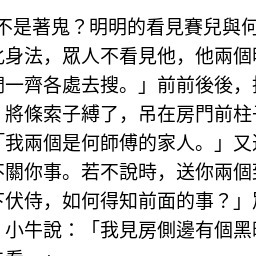 不是著鬼？明明的看見賽兒與何
身法，眾人不看見他，他兩個
一齊各處去搜。」前前後後，
將條索子縛了，吊在房門前柱
「我兩個是何師傅的家人。」又
不關你事。若不說時，送你兩個
下伏侍，如何得知前面的事？」
小牛說：「我見房側邊有個黑